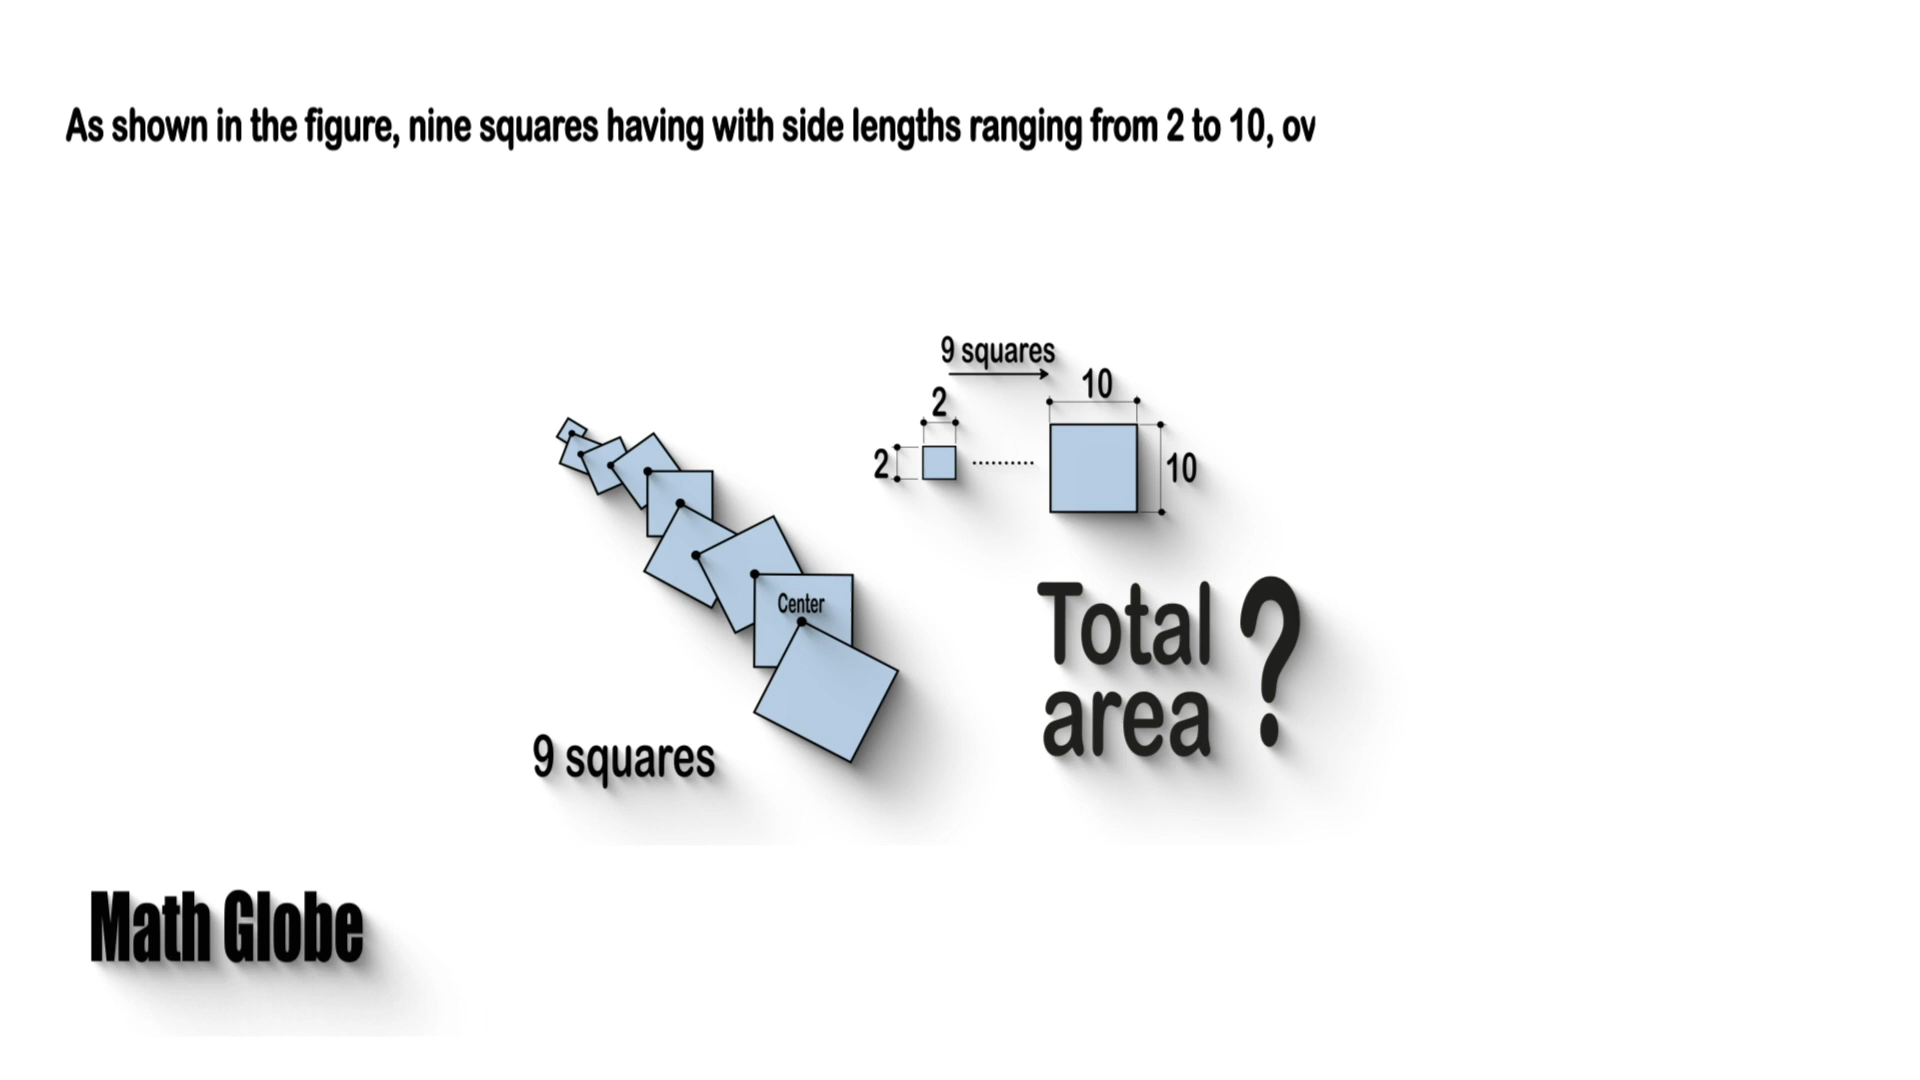 As shown in the figure, nine squares having with side lengths ranging from 2 to 10, ov
9 squares
10
2
2
10
Center
Total
area ?
9 squares
Math Globe